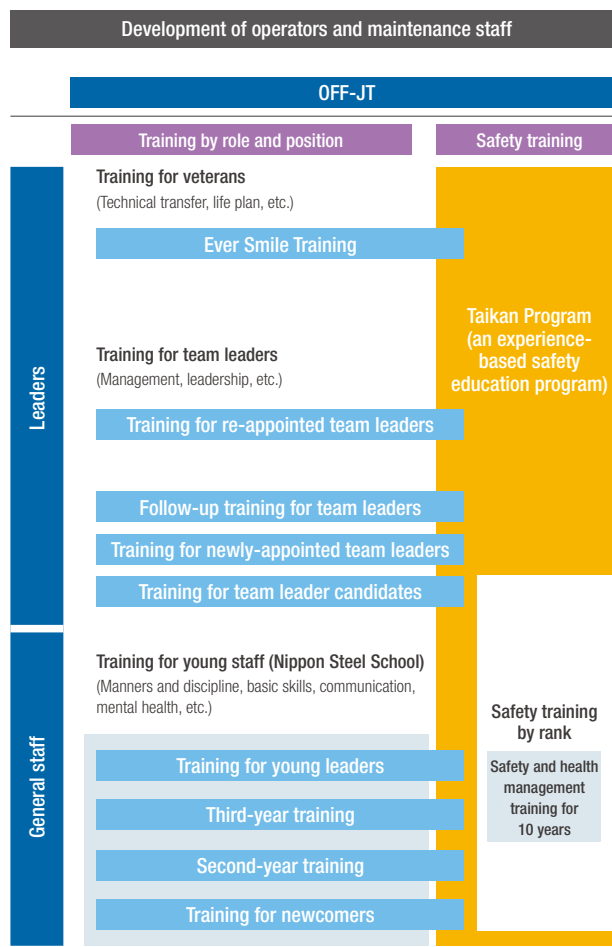 Development of operators and maintenance staff
OFF-JT
Training by role and position
Safety training
Leaders
Training for veterans
(Technical transfer, life plan, etc.)
Ever Smile Training
Training for team leaders
(Management, leadership, etc.)
Training for re-appointed team leaders
Follow-up training for team leaders
Training for newly-appointed team leaders
Training for team leader candidates
Taikan Program
(an experience-
based safety
education program)
General staff
Training for young staff (Nippon Steel School)
(Manners and discipline, basic skills, communication,
mental health, etc.)
Training for young leaders
Third-year training
Second-year training
Training for newcomers
Safety training
by rank
Safety and health
management
training for
10 years